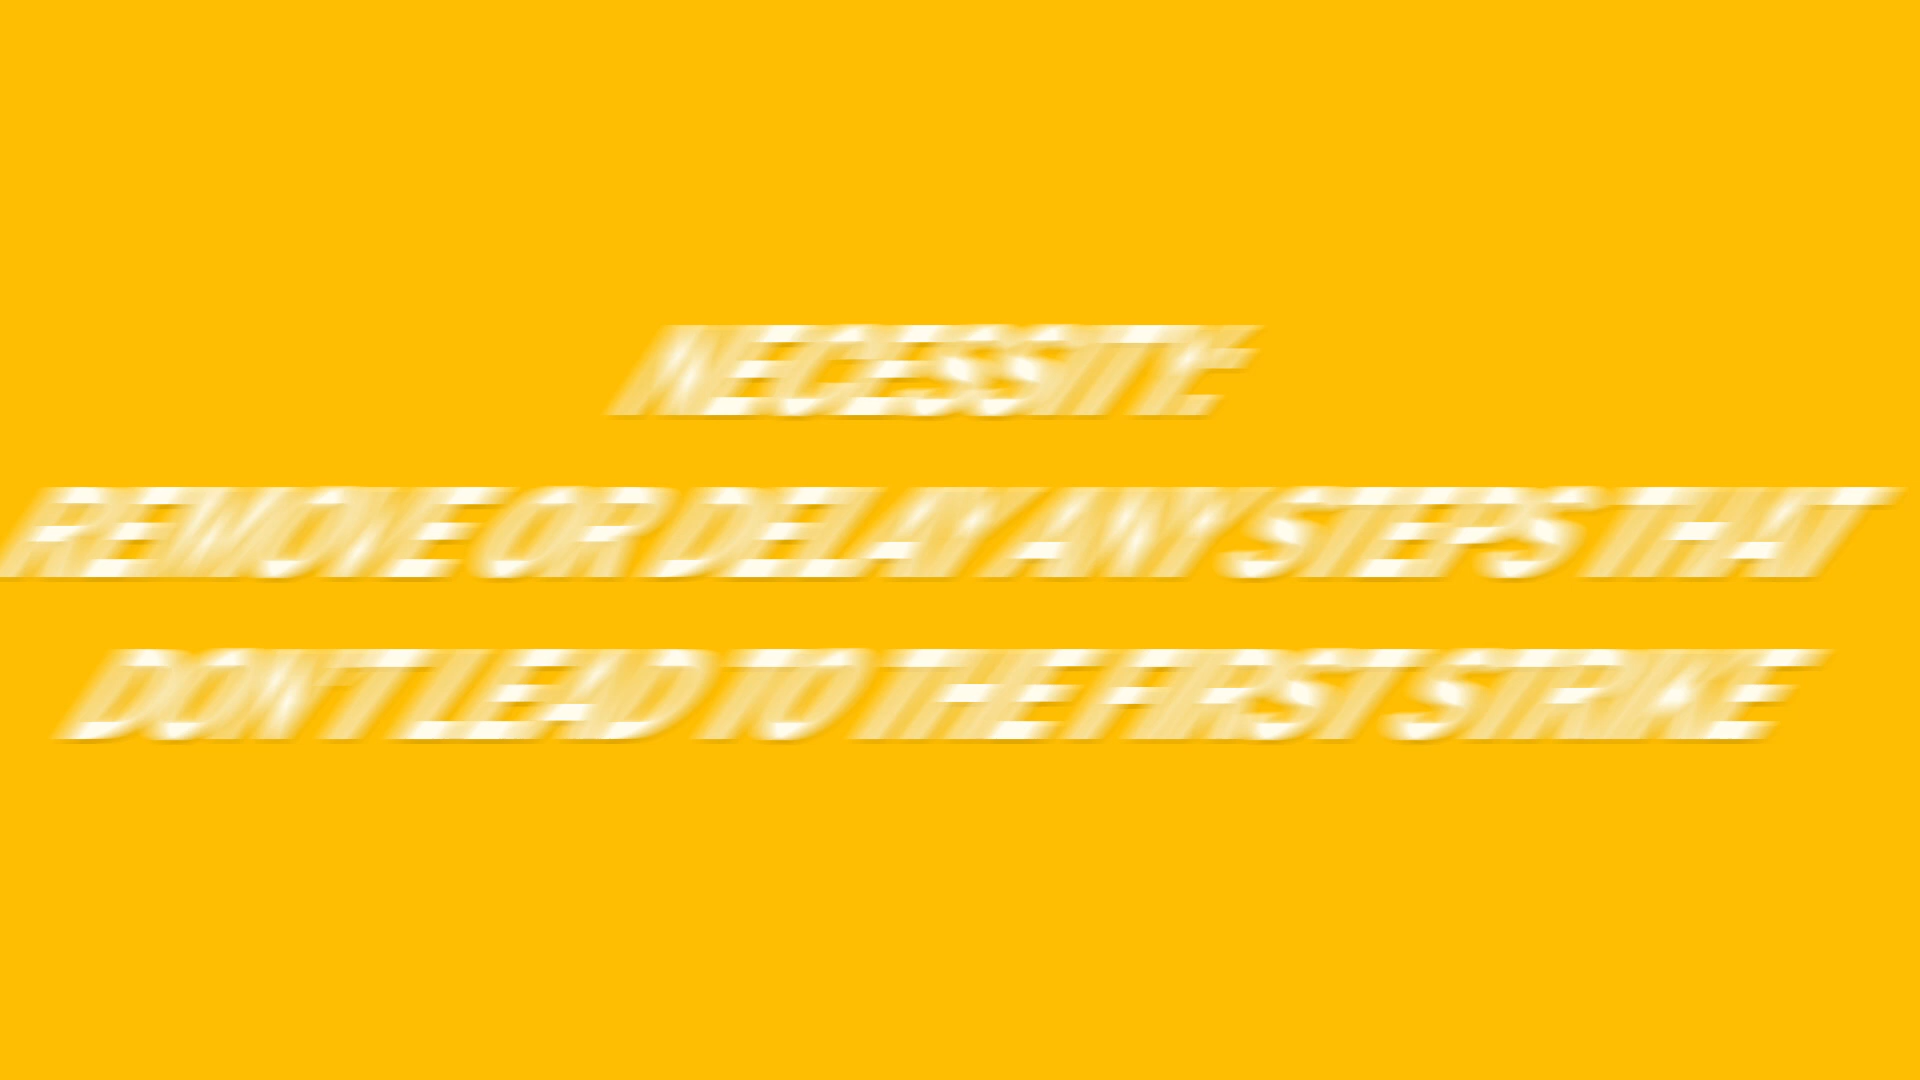 NECESSITY:
REMOVE OR DELAY ANY STEPS THAT
DON'T LEAD TO THE FIRST STRIKE